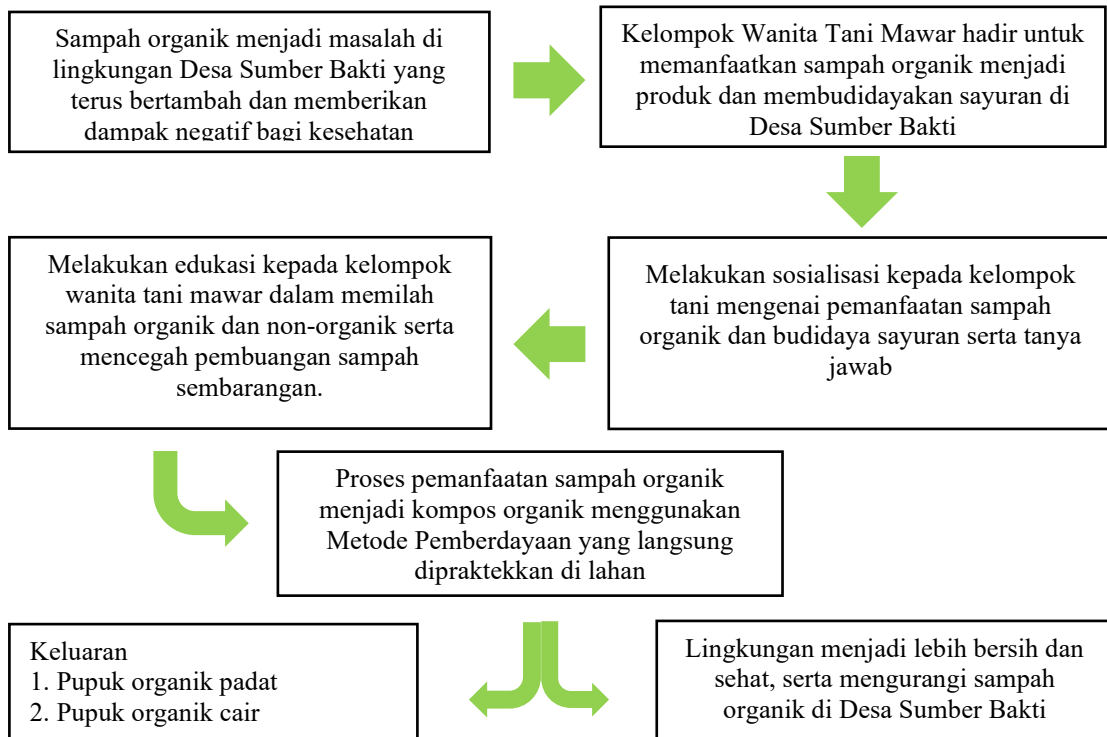 Sampah organik menjadi masalah di
lingkungan Desa Sumber Bakti yang
terus bertambah dan memberikan
dampak negatif bagi kesehatan
Kelompok Wanita Tani Mawar hadir untuk
memanfaatkan sampah organik menjadi
produk dan membudidayakan sayuran di
Desa Sumber Bakti
Melakukan sosialisasi kepada kelompok
tani mengenai pemanfaatan sampah
organik dan budidaya sayuran serta tanya
jawab
Melakukan edukasi kepada kelompok
wanita tani mawar dalam memilah
sampah organik dan non-organik serta
mencegah pembuangan sampah
sembarangan.
Proses pemanfaatan sampah organik
menjadi kompos organik menggunakan
Metode Pemberdayaan yang langsung
dipraktekkan di lahan
Keluaran
1. Pupuk organik padat
2. Pupuk organik cair
Lingkungan menjadi lebih bersih dan
sehat, serta mengurangi sampah
organik di Desa Sumber Bakti